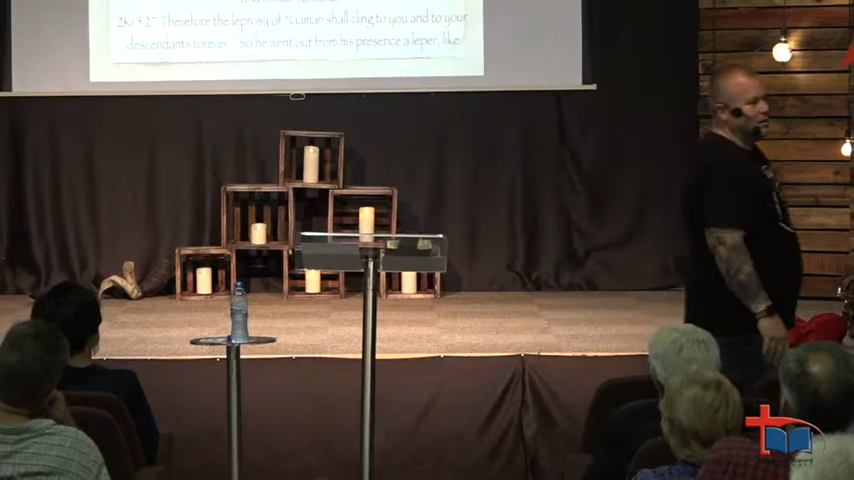 2Ki 5:27 "Therefore the leprosy of Naaman shall cling to you and to your
descendants forever." So he went out from his presence a leper, like